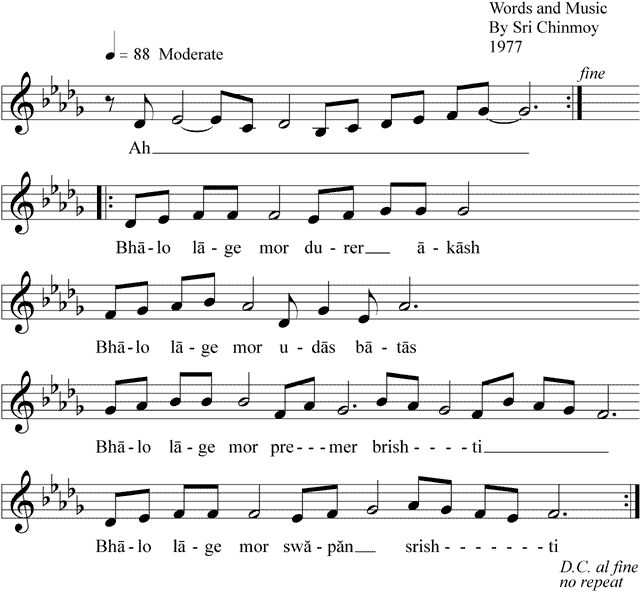 Words and Music
By Sri Chinmoy
1977
= 88 Moderate
fine
Ah
Bhā - lo lā - ge mor du - rer ā - kāsh
Bhā - lo lā - ge mor u - dās bā - tās
Bhā - lo lā - ge mor pre - - - mer brish - - - - ti
Bhā - lo lā - ge mor swă - păn srish - - - - - - - ti
D.C. al fine
no repeat